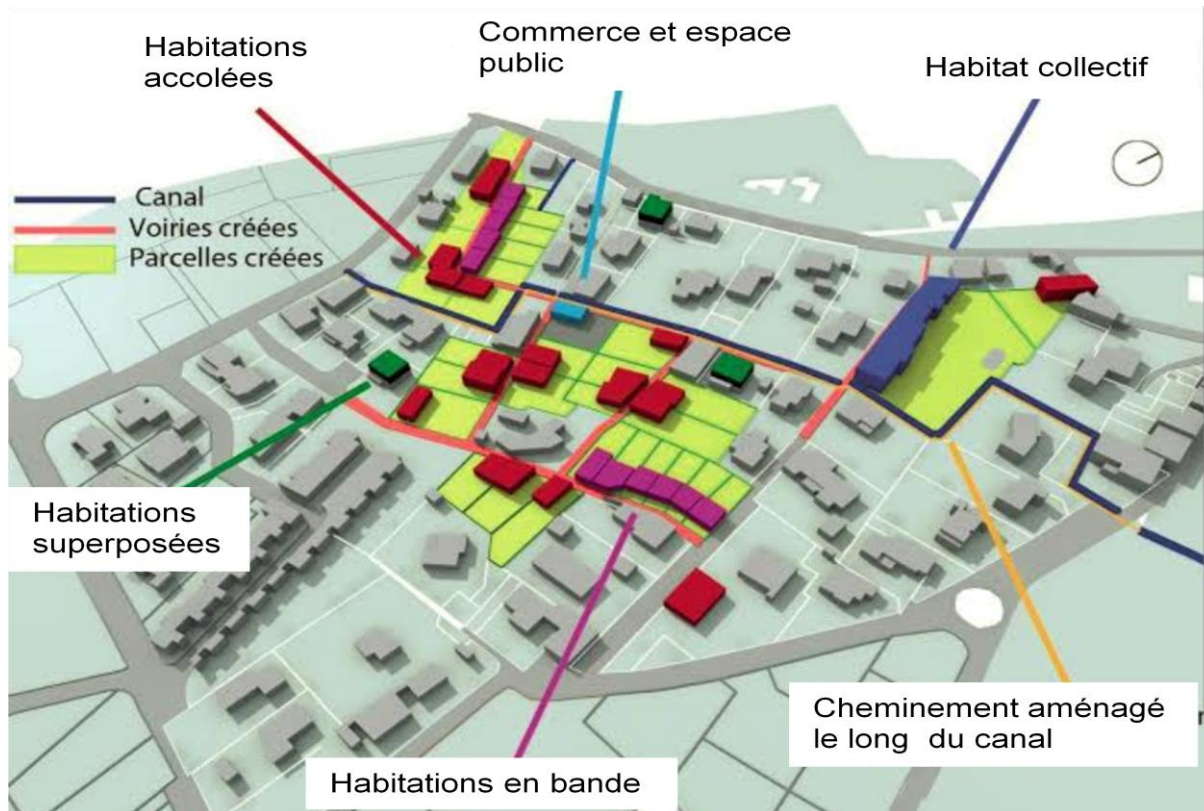 Habitations
accolées
Commerce et espace
public
Habitat collectif
Canal
Voiries créées
Parcelles créées
Habitations
superposées
Habitations en bande
Cheminement aménagé
le long du canal